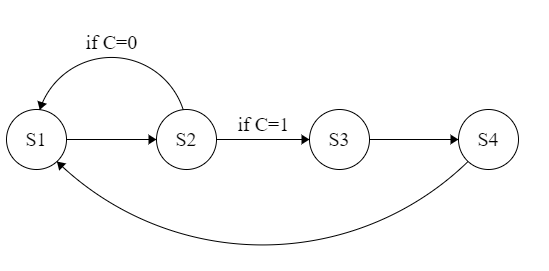 if C=0
S1
S2
if C=1
S3
S4